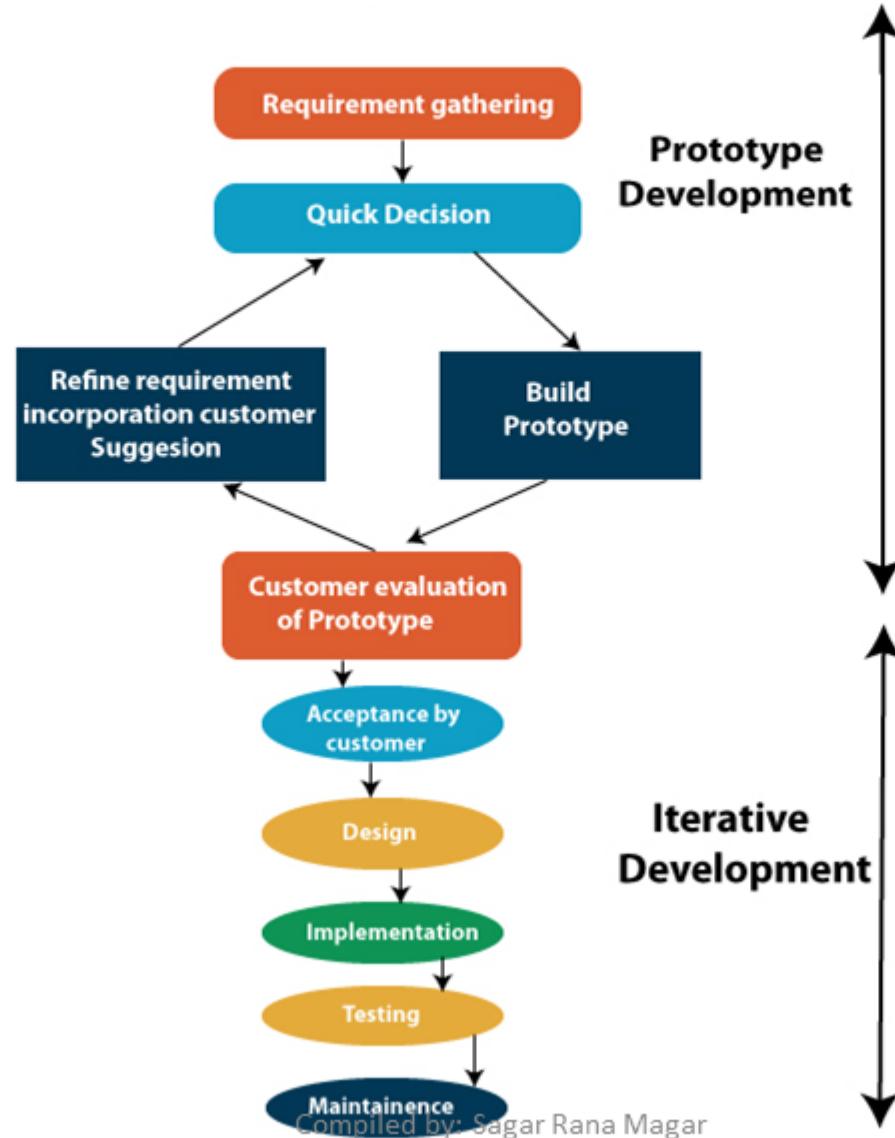 Requirement gathering
Prototype
Development
Quick Decision
Refine requirement
incorporation customer
Suggesion
Build
Prototype
Customer evaluation
of Prototype
Acceptance by
customer
Design
Iterative
Development
Implementation
Testing
Maintainence
Compiled by: Sagar Rana Magar